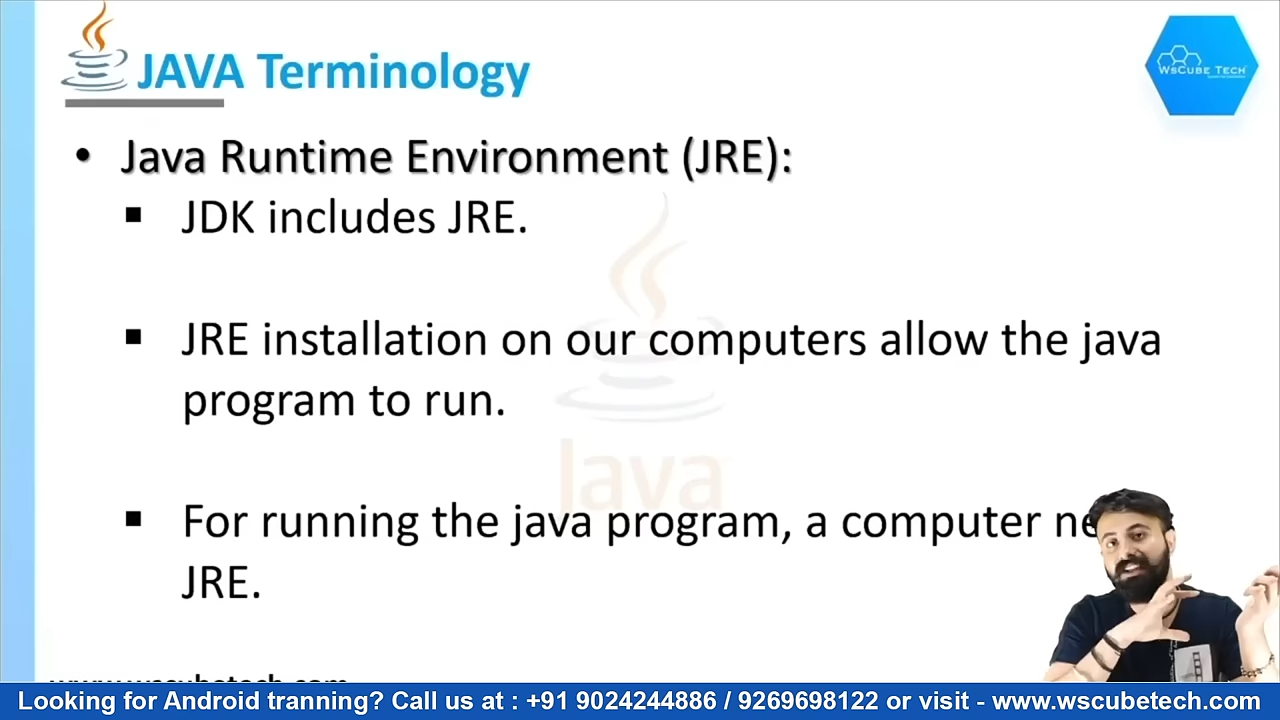 JAVA Terminology
WSCUBE TECH
• Java Runtime Environment (JRE):
▪ JDK includes JRE.
▪ JRE installation on our computers allow the java
program to run.
Java
▪ For running the java program, a computer
JRE.
www.wscubetech.com
Looking for Android tranning? Call us at : +91 9024244886 / 9269698122 or visit - www.wscubetech.com